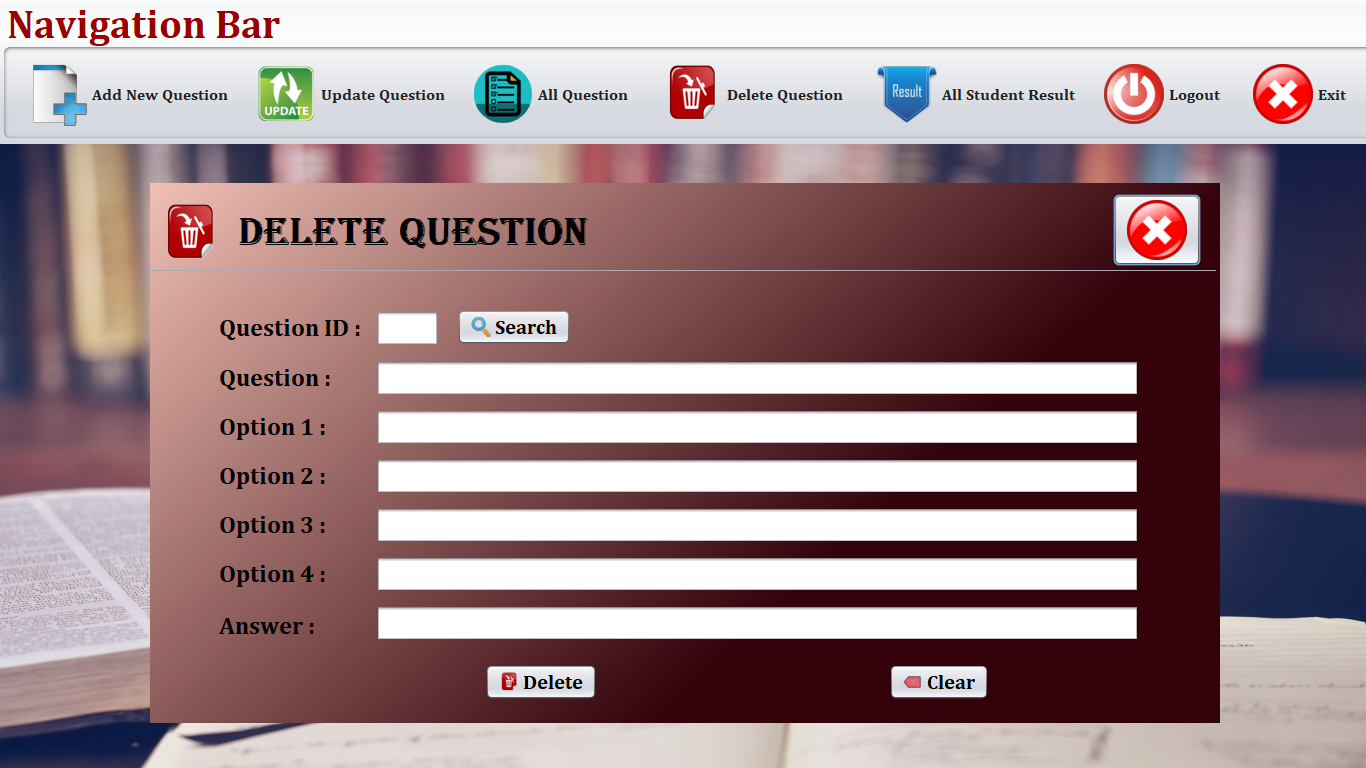 Navigation Bar
Add New Question
UPDATE
Update Question
All Question
Delete Question
Result
All Student Result
Logout
Exit
DELETE QUESTION
Question ID :
Search
Question :
Option 1 :
Option 2 :
Option 3 :
Option 4 :
Answer :
Delete
Clear